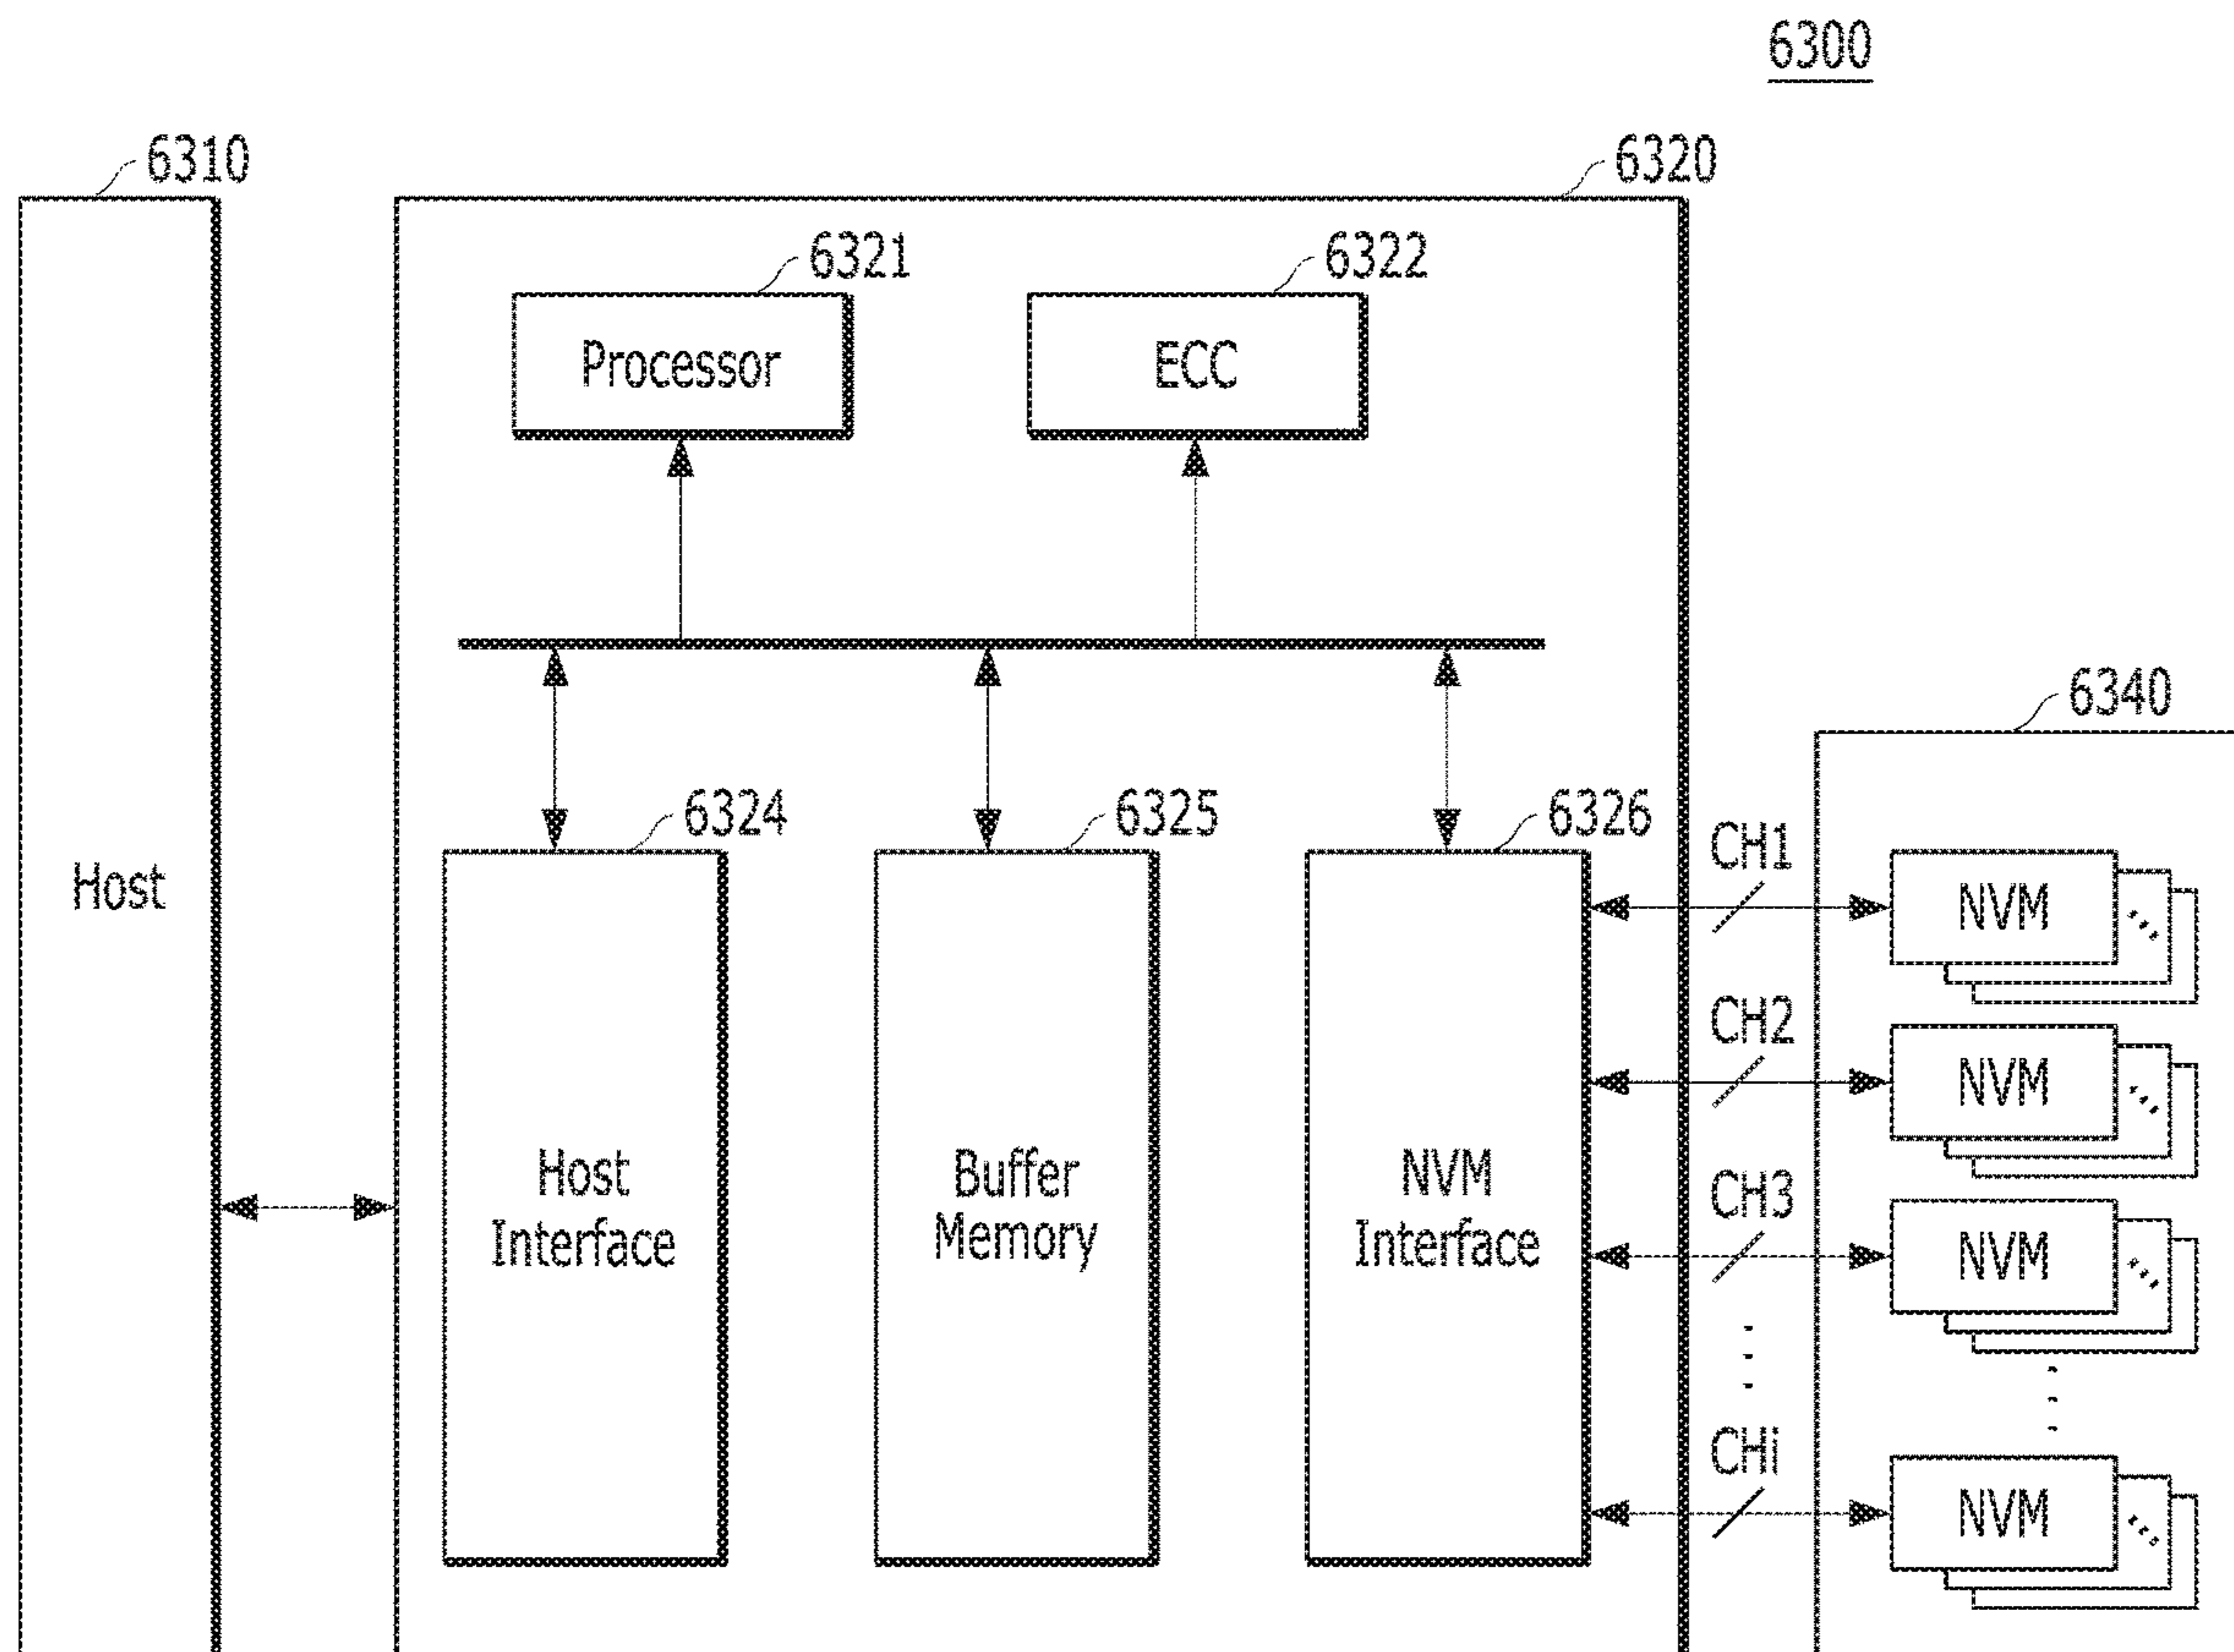 6300
6310
6320
6321
6322
Processor
ECC
6340
6324
6325
6326
CH1
Host
NVM
CH2
NVM
Host
Interface
Buffer
Memory
NVM
Interface
CH3
NVM
CHi
NVM